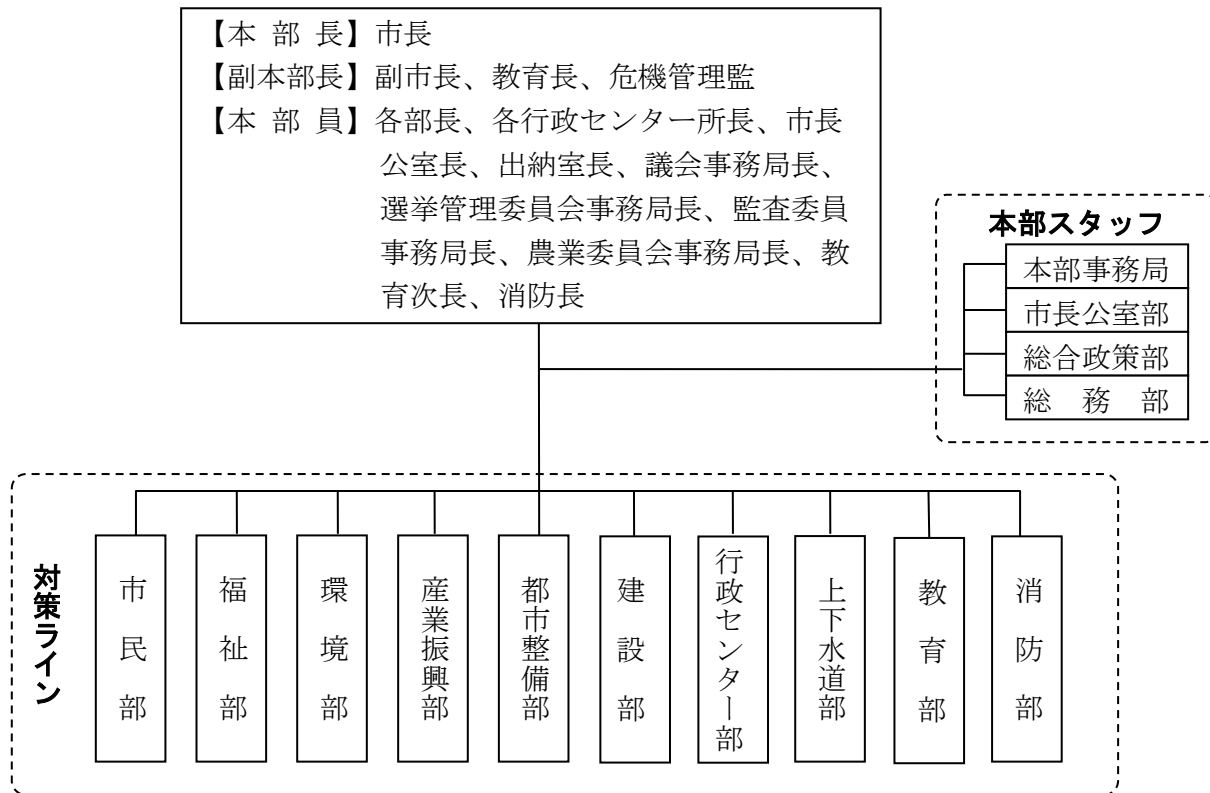 【本 部 長】市長
【副本部長】副市長、教育長、危機管理監
【本 部 員】各部長、各行政センター所長、市長
公室長、出納室長、議会事務局長、
選挙管理委員会事務局長、監査委員
事務局長、農業委員会事務局長、教
育次長、消防長
本部スタッフ
本部事務局
市長公室部
総合政策部
総 務 部
対策ライン
市民部
福祉部
環境部
産業振興部
都市整備部
建設部
行政センター部
上下水道部
教育部
消防部